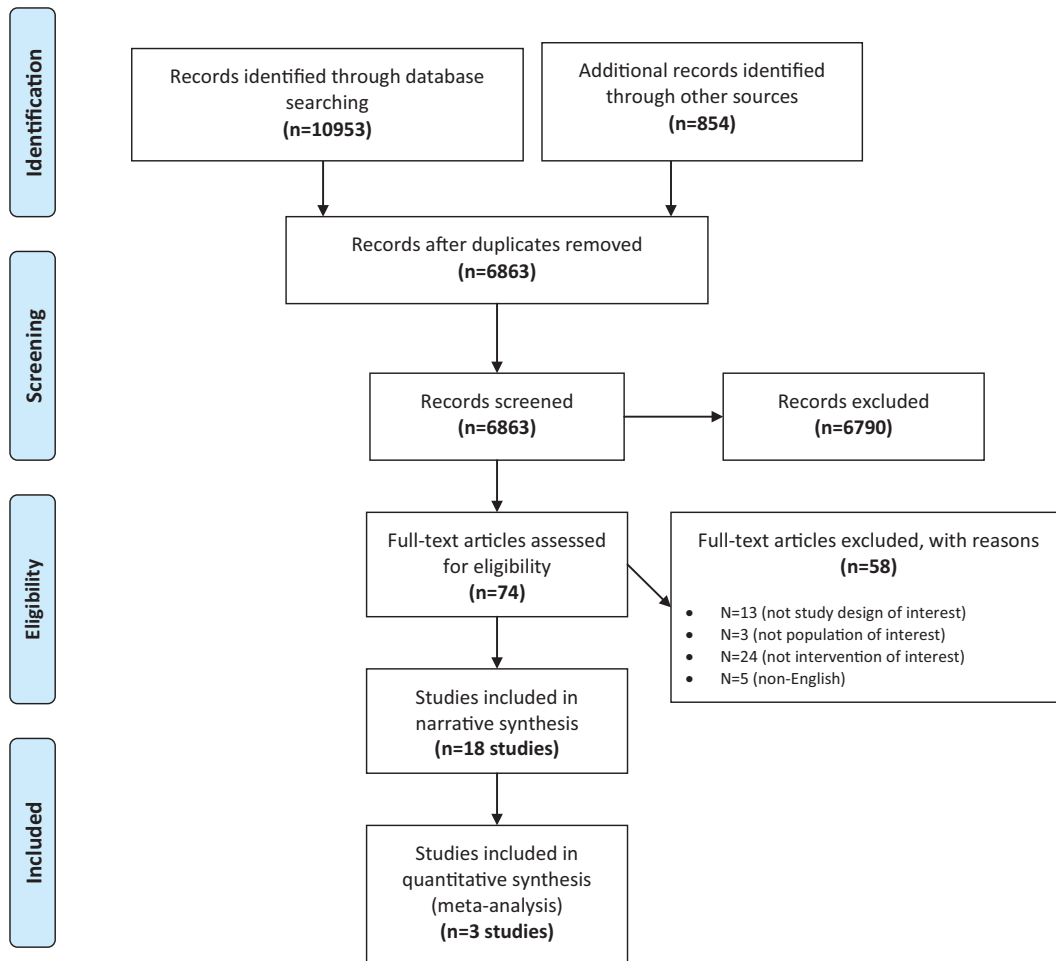 Identification
Records identified through database
searching
(n=10953)
Additional records identified
through other sources
(n=854)
Records after duplicates removed
(n=6863)
Screening
Records screened
(n=6863)
Records excluded
(n=6790)
Eligibility
Full-text articles assessed
for eligibility
(n=74)
Full-text articles excluded, with reasons
(n=58)
• N=13 (not study design of interest)
• N=3 (not population of interest)
• N=24 (not intervention of interest)
• N=5 (non-English)
Studies included in
narrative synthesis
(n=18 studies)
Included
Studies included in
quantitative synthesis
(meta-analysis)
(n=3 studies)